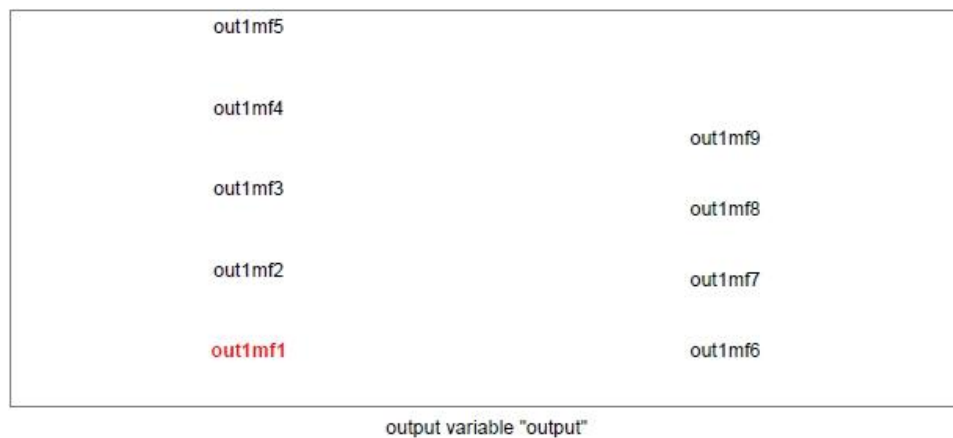 out1mf5
out1mf4
out1mf9
out1mf3
out1mf8
out1mf2
out1mf7
out1mf1
out1mf6
output variable "output"